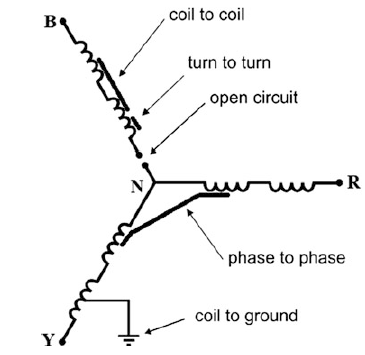 coil to coil
B
turn to turn
open circuit
N
R
phase to phase
coil to ground
Y